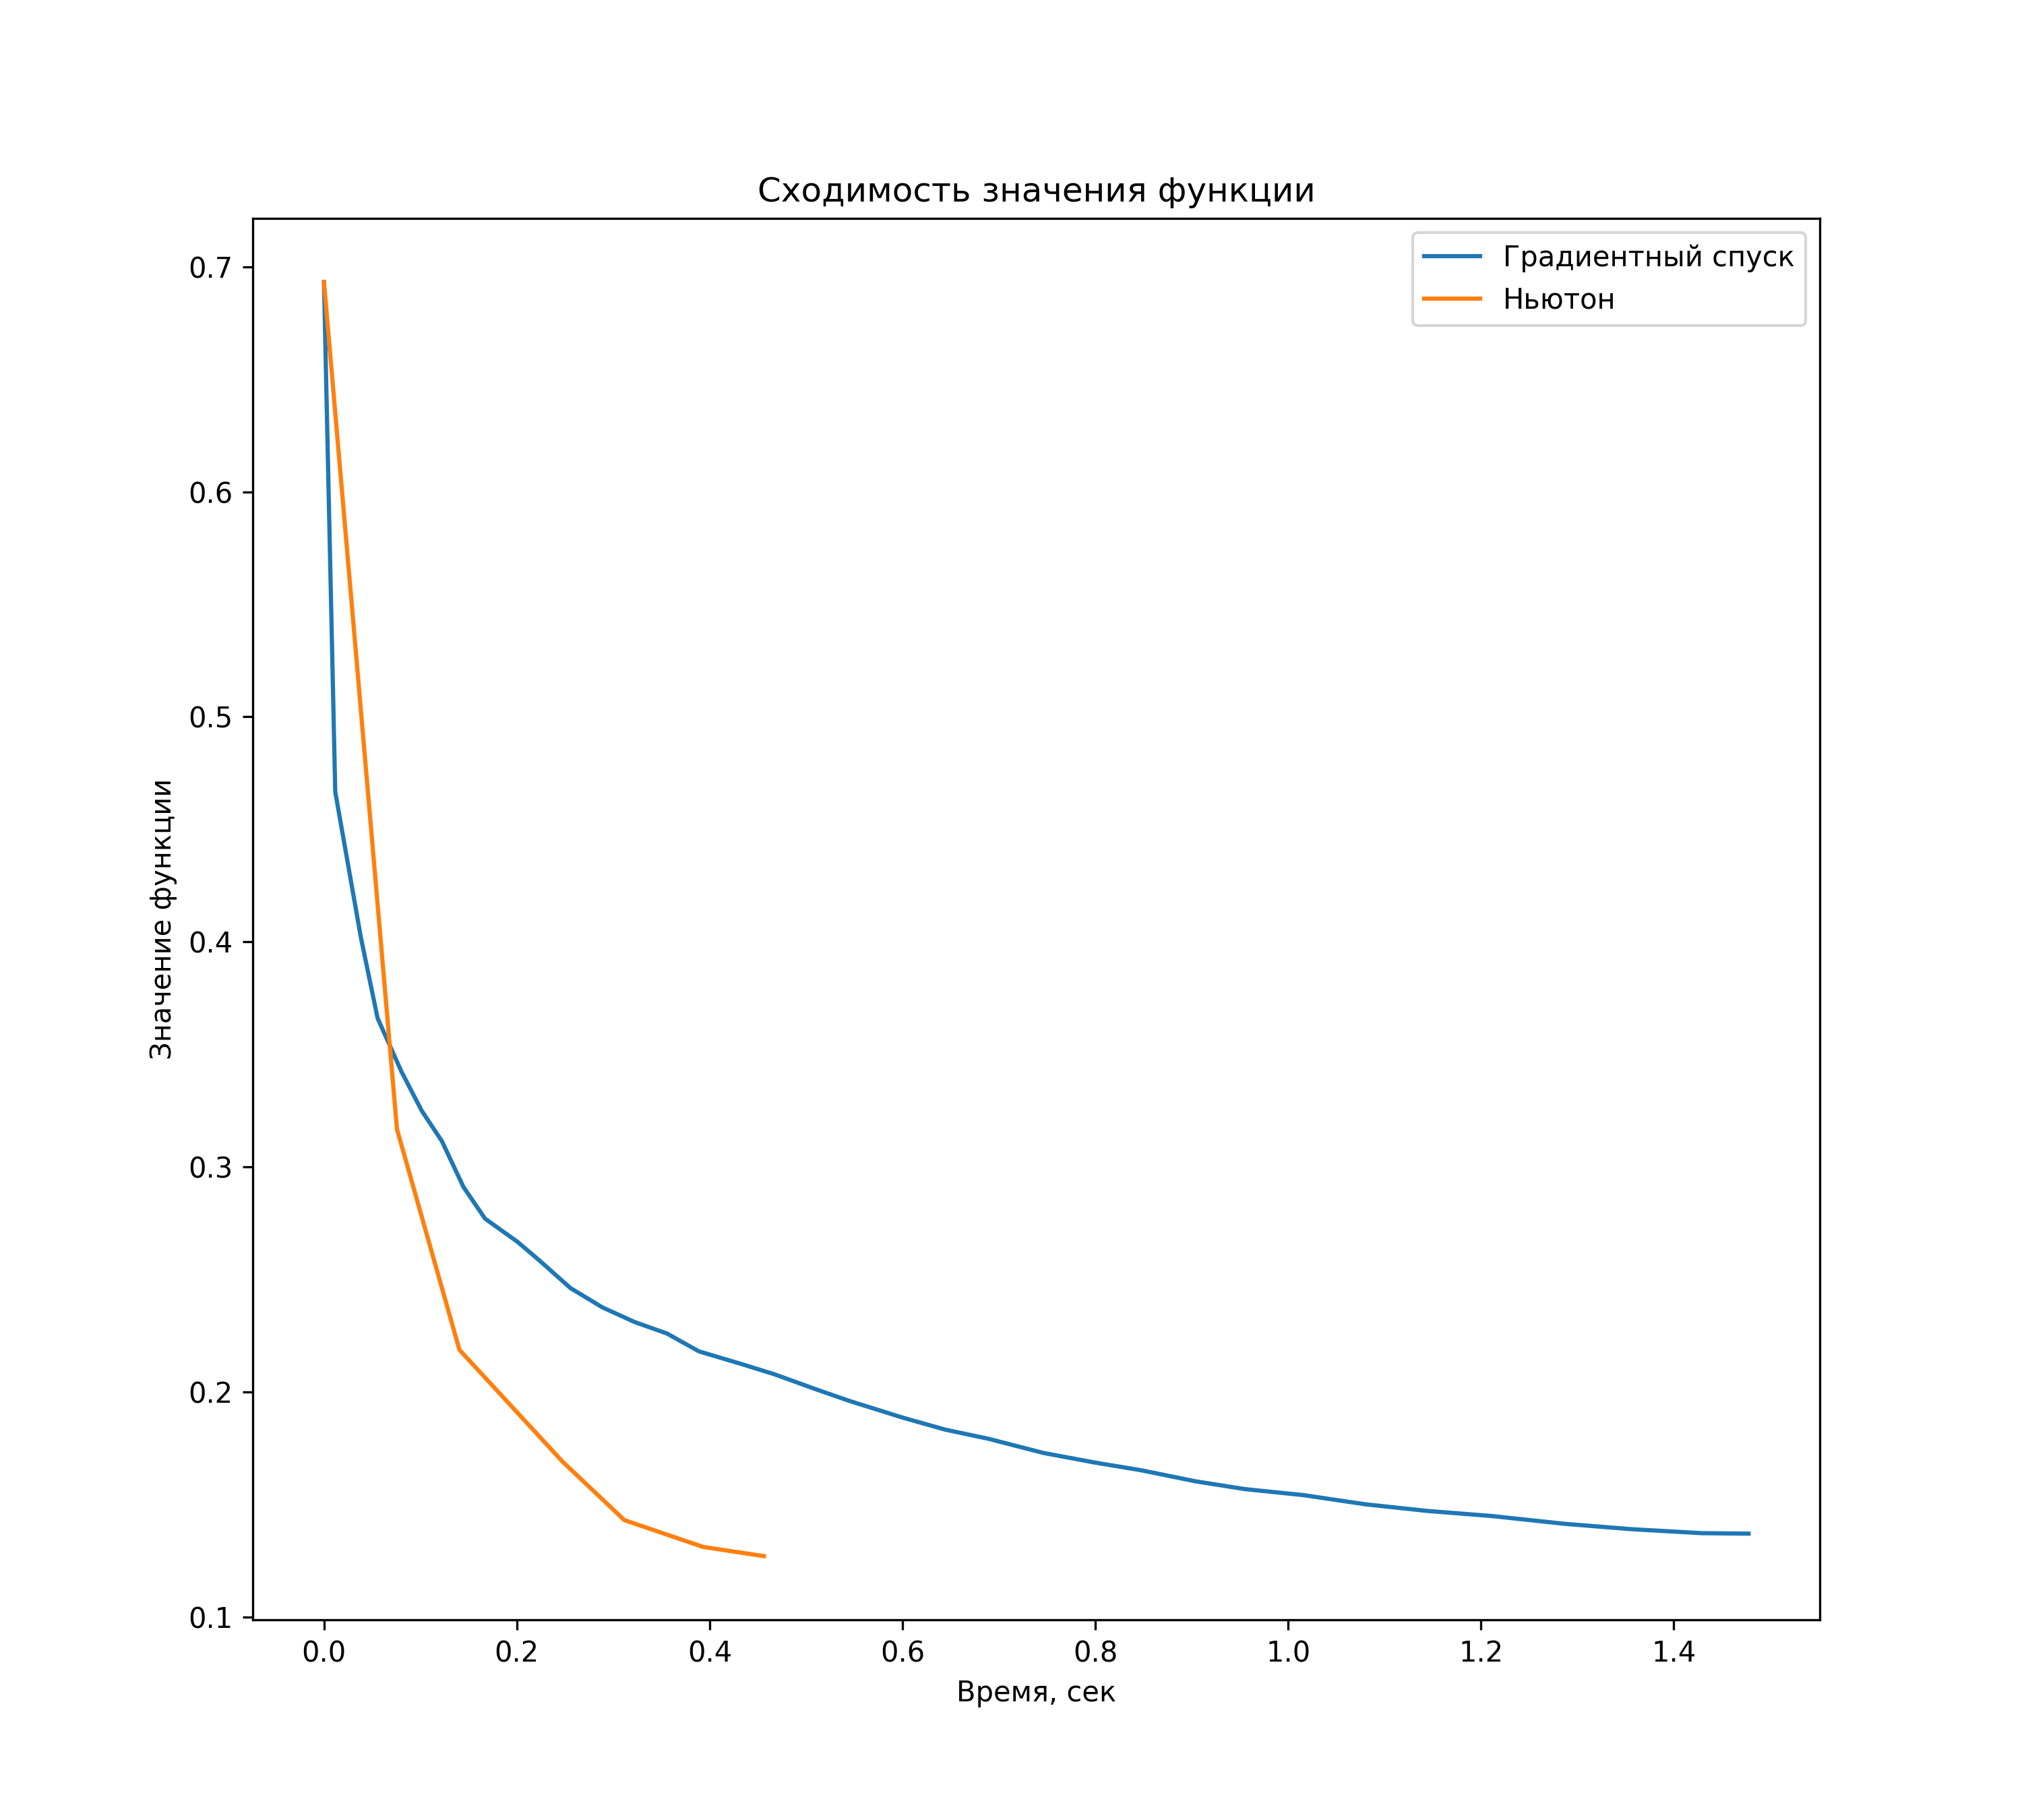 Сходимость значения функции
Градиентный спуск
Ньютон
Значение функции
0.7
0.6
0.5
0.4
0.3
0.2
0.1
0.0 0.2 0.4 0.6 0.8 1.0 1.2 1.4
Время, сек